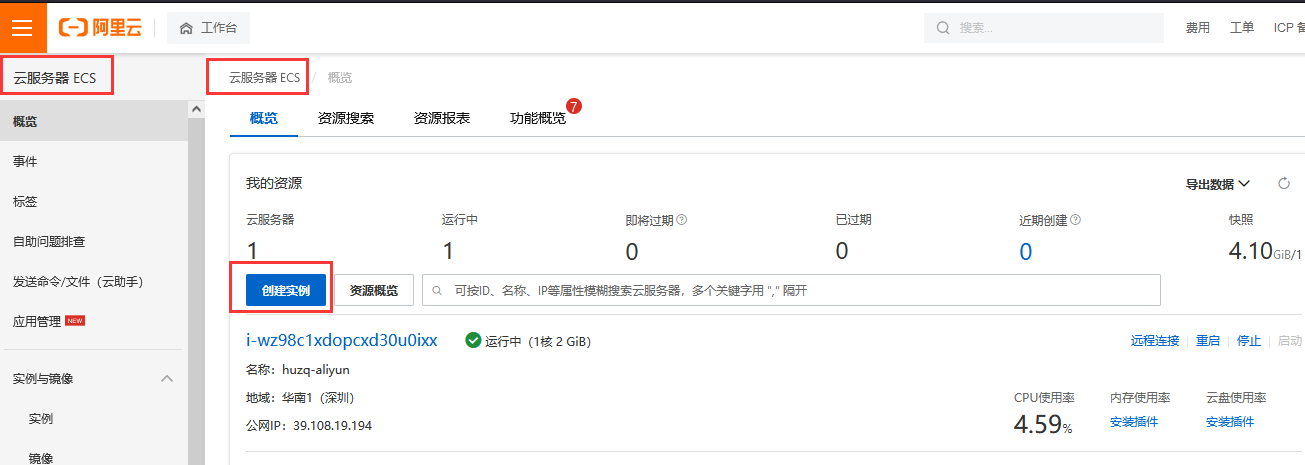 阿里云 工作台 搜索... 费用 工单 ICP 备
云服务器 ECS
云服务器 ECS / 概览
概览
事件
标签
自助问题排查
发送命令/文件（云助手）
应用管理 NEW
实例与镜像
实例
镜像
概览 资源搜索 资源报表 功能概览 7
我的资源 导出数据
云服务器 运行中 即将过期 已过期 近期创建 快照
1 1 0 0 0 4.10GiB/1
创建实例 资源概览 可按ID、名称、IP等属性模糊搜索云服务器，多个关键字用 "," 隔开
i-wz98c1xdopcxd30u0ixx 运行中（1核 2 GiB） 远程连接 重启 停止 启动
名称：huzq-aliyun
地域：华南1（深圳）
公网IP：39.108.19.194
CPU使用率 内存使用率 云盘使用率
4.59% 安装插件 安装插件